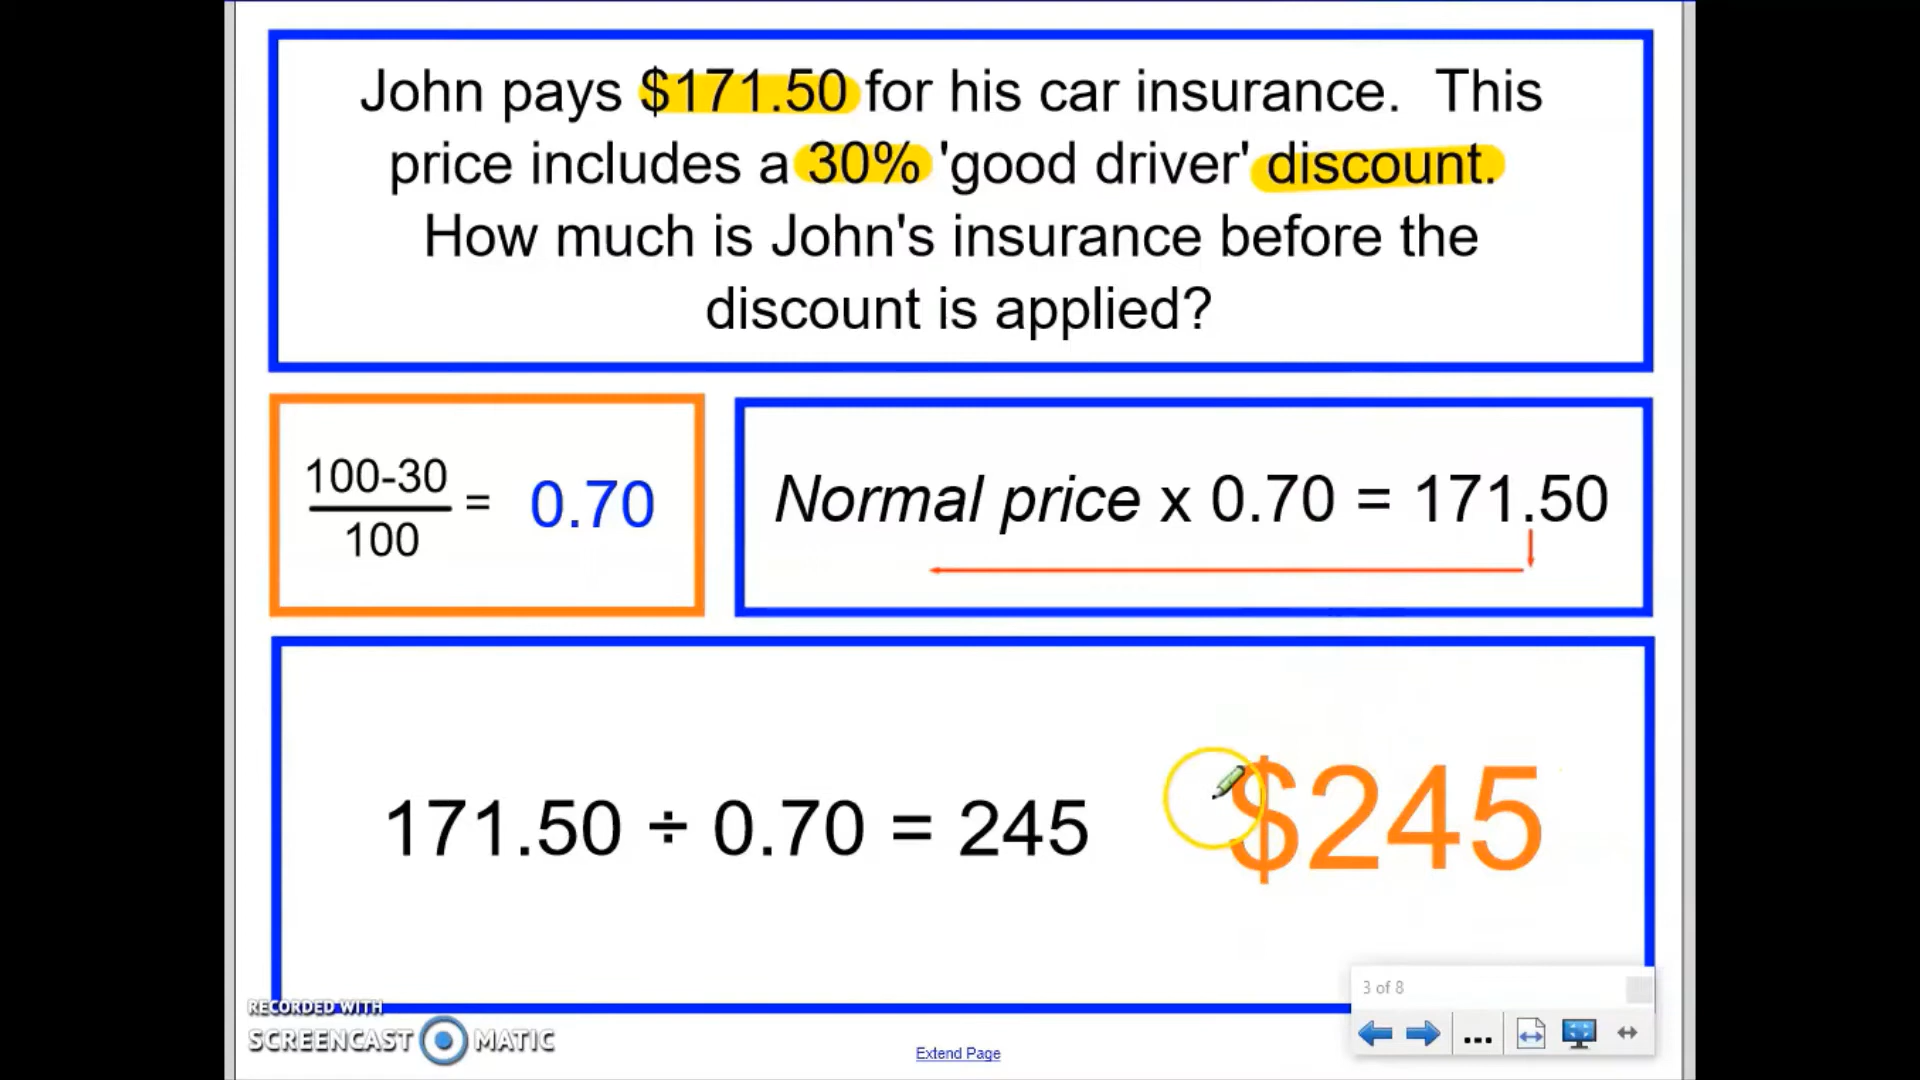 John pays $171.50 for his car insurance.  This
price includes a 30% 'good driver' discount.
How much is John's insurance before the
discount is applied?
100-30
100
= 0.70
Normal price x 0.70 = 171.50
171.50 ÷ 0.70 = 245
$245
3 of 8
...
RECORDED WITH
SCREENCAST MATIC
Extend Page